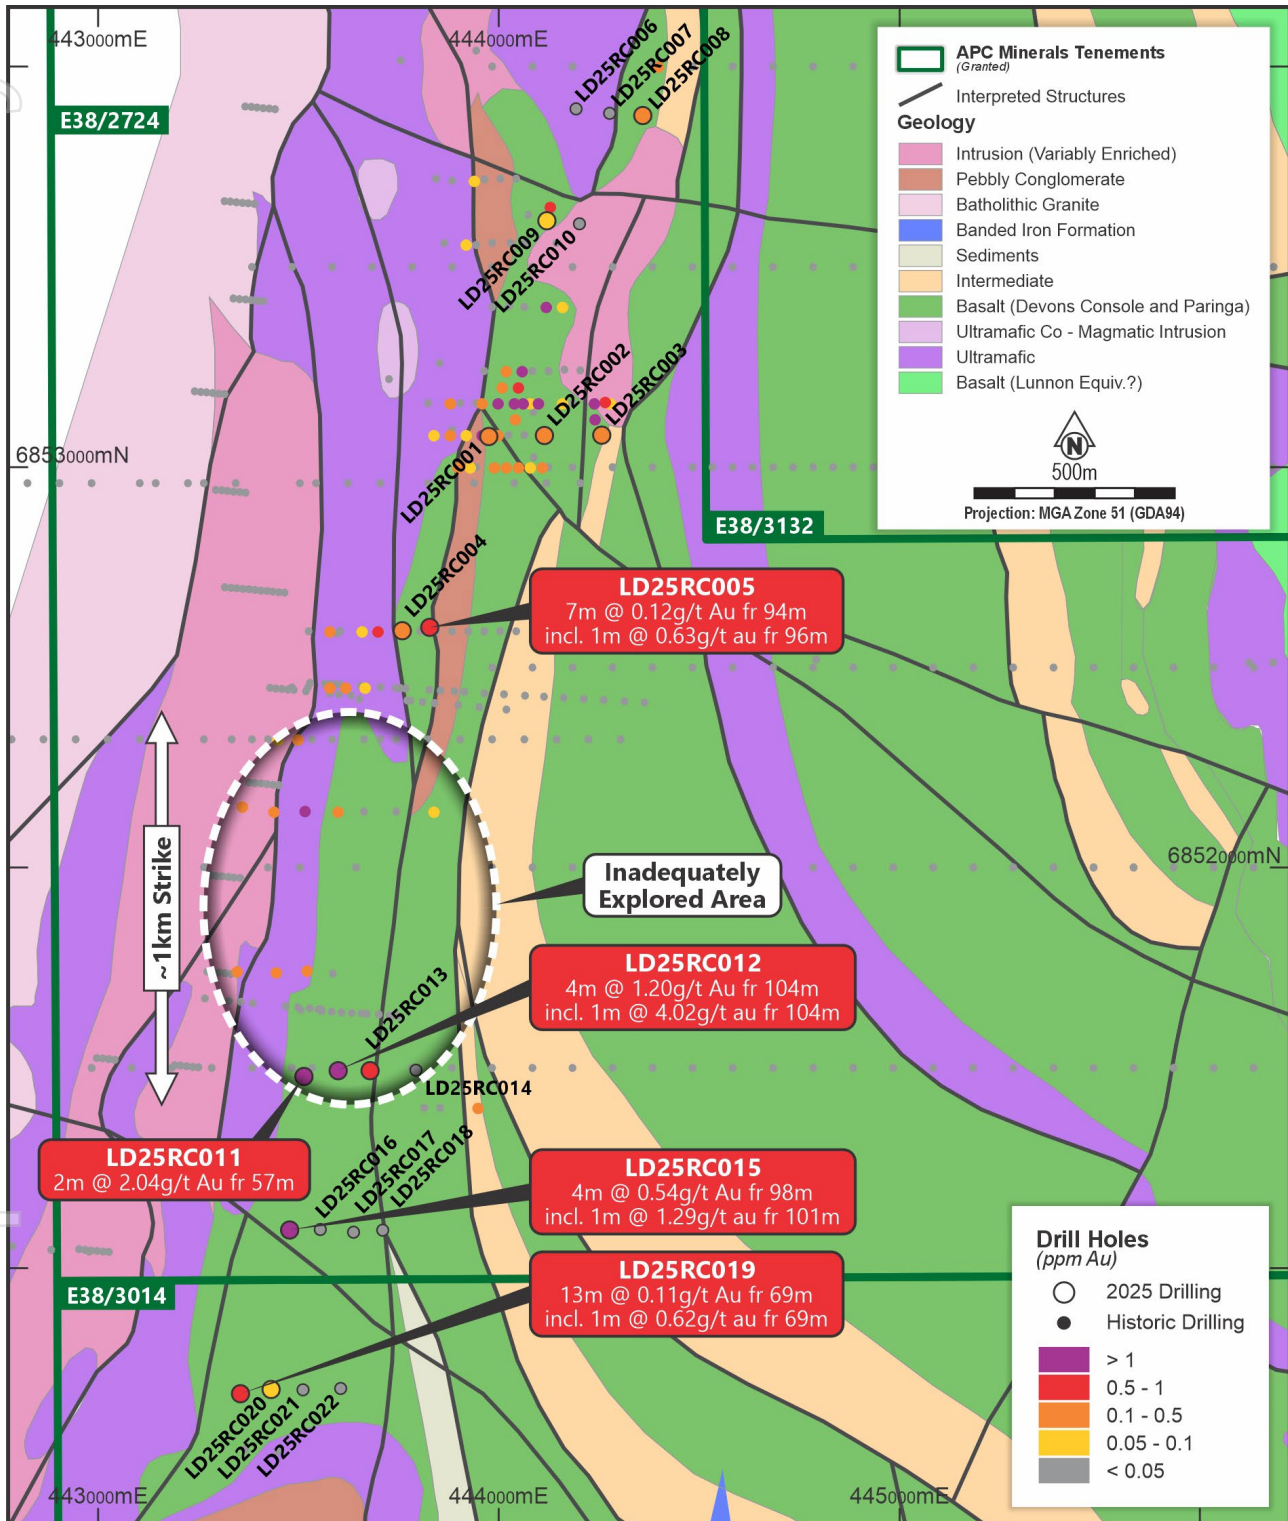 443000mE
444000mE
LD25RC006
LD25RC007
LD25RC008
APC Minerals Tenements
(Granted)
Interpreted Structures
Geology
Intrusion (Variably Enriched)
Pebbly Conglomerate
Batholithic Granite
Banded Iron Formation
Sediments
Intermediate
Basalt (Devons Console and Paringa)
Ultramafic Co - Magmatic Intrusion
Ultramafic
Basalt (Lunnon Equiv.?)
N
500m
Projection: MGA Zone 51 (GDA94)
E38/2724
LD25RC009
LD25RC010
LD25RC002
LD25RC003
6853000mN
LD25RC001
E38/3132
LD25RC004
LD25RC005
7m @ 0.12g/t Au fr 94m
incl. 1m @ 0.63g/t au fr 96m
~1km Strike
Inadequately
Explored Area
6852000mN
LD25RC012
4m @ 1.20g/t Au fr 104m
incl. 1m @ 4.02g/t au fr 104m
LD25RC013
LD25RC014
LD25RC011
2m @ 2.04g/t Au fr 57m
LD25RC016
LD25RC017
LD25RC018
LD25RC015
4m @ 0.54g/t Au fr 98m
incl. 1m @ 1.29g/t au fr 101m
E38/3014
LD25RC019
13m @ 0.11g/t Au fr 69m
incl. 1m @ 0.62g/t au fr 69m
LD25RC020
LD25RC021
LD25RC022
Drill Holes
(ppm Au)
2025 Drilling
Historic Drilling
> 1
0.5 - 1
0.1 - 0.5
0.05 - 0.1
< 0.05
443000mE
444000mE
445000mE